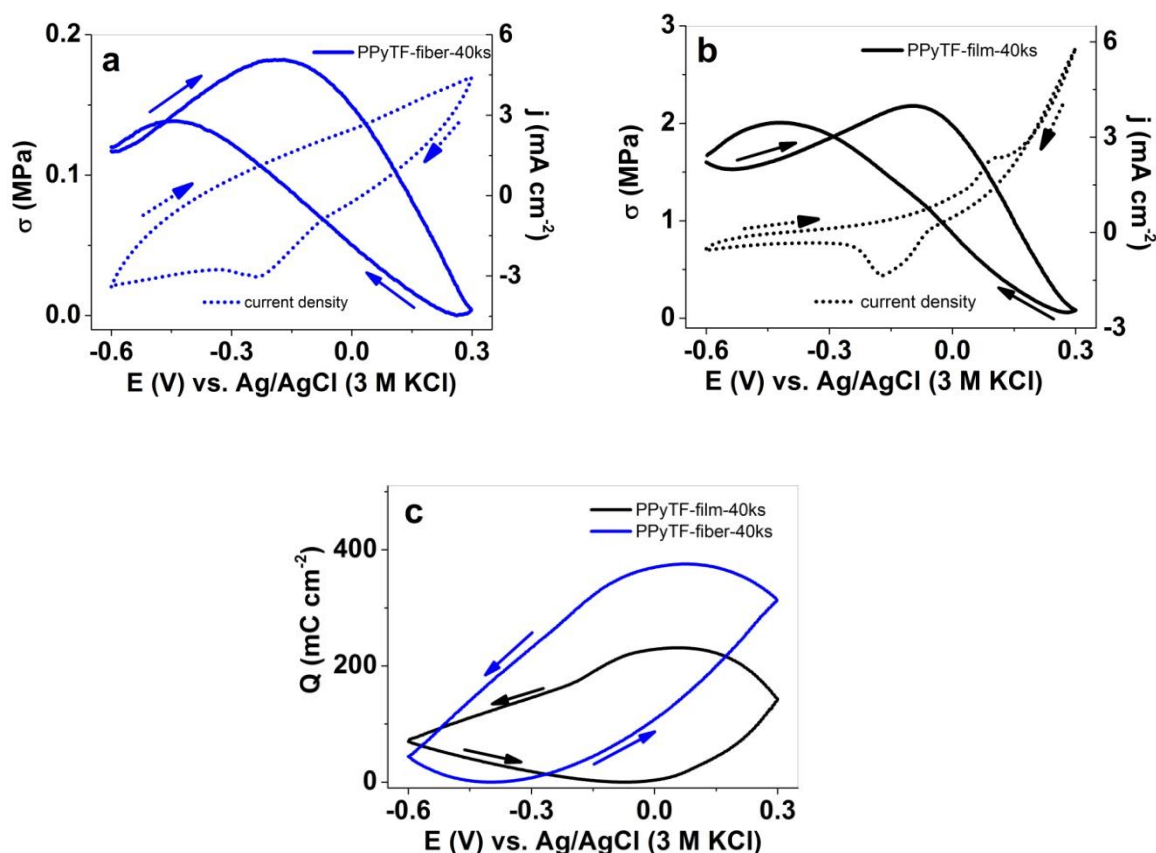 a
PPyTF-fiber-40ks
0.2
0.1
0.0
σ (MPa)
6
3
0
-3
j (mA cm-2)
current density
-0.6 -0.3 0.0 0.3
E (V) vs. Ag/AgCl (3 M KCl)
b
PPyTF-film-40ks
3
2
1
0
σ (MPa)
6
3
0
-3
j (mA cm-2)
current density
-0.6 -0.3 0.0 0.3
E (V) vs. Ag/AgCl (3 M KCl)
c
PPyTF-film-40ks
PPyTF-fiber-40ks
400
200
0
Q (mC cm-2)
-0.6 -0.3 0.0 0.3
E (V) vs. Ag/AgCl (3 M KCl)